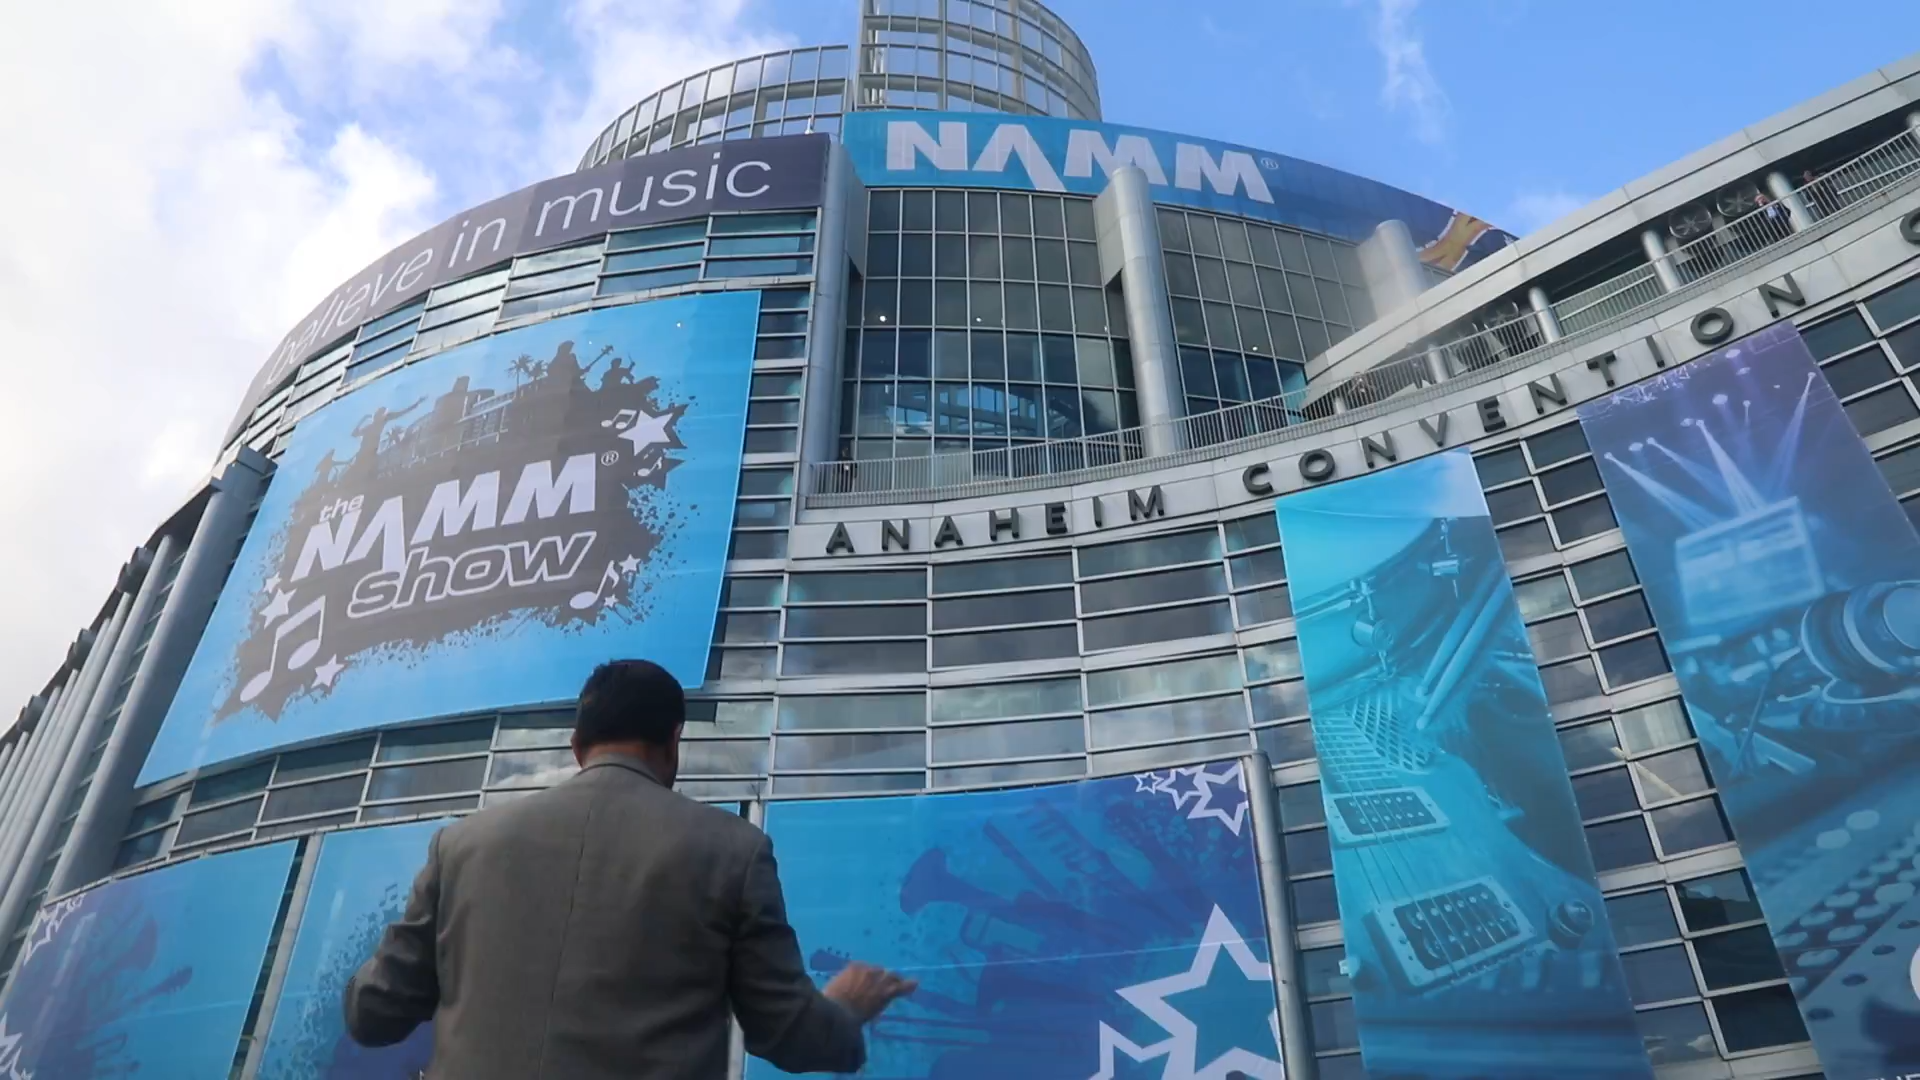 NAMM®
believe in music
the
NAMM®
show
ANAHEIM CONVENTION